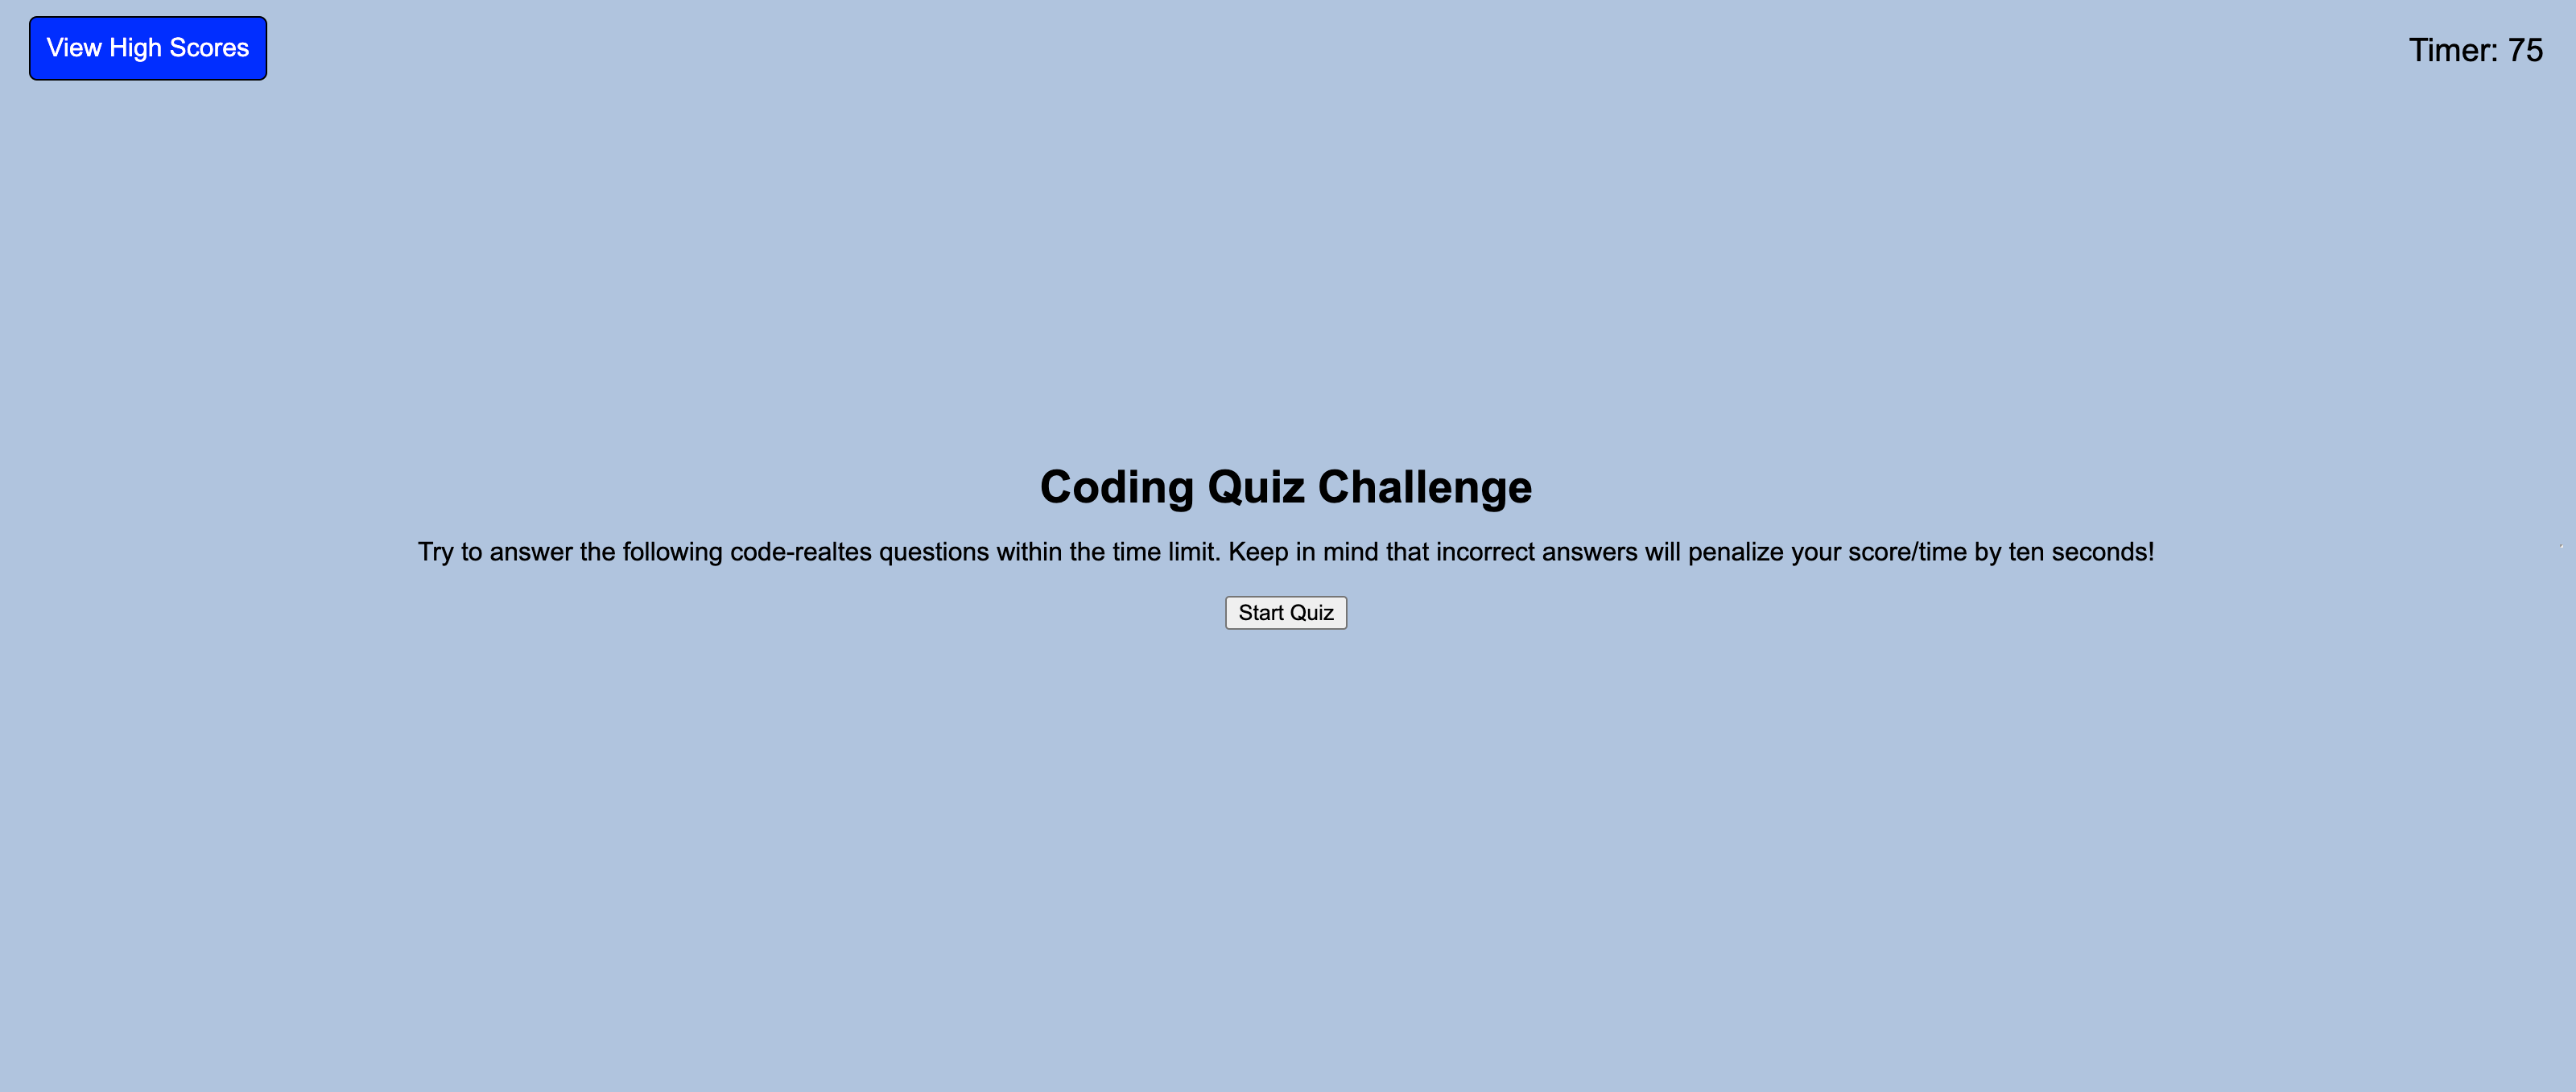 View High Scores
Timer: 75
Coding Quiz Challenge
Try to answer the following code-realtes questions within the time limit. Keep in mind that incorrect answers will penalize your score/time by ten seconds!
Start Quiz